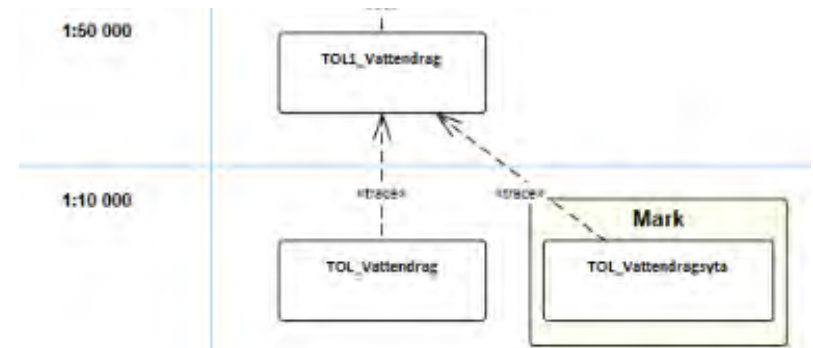 1:50 000
TOL1_Vattendrag
«trace»
«trace»
1:10 000
Mark
TOL_Vattendrag
TOL_Vattendragsyta